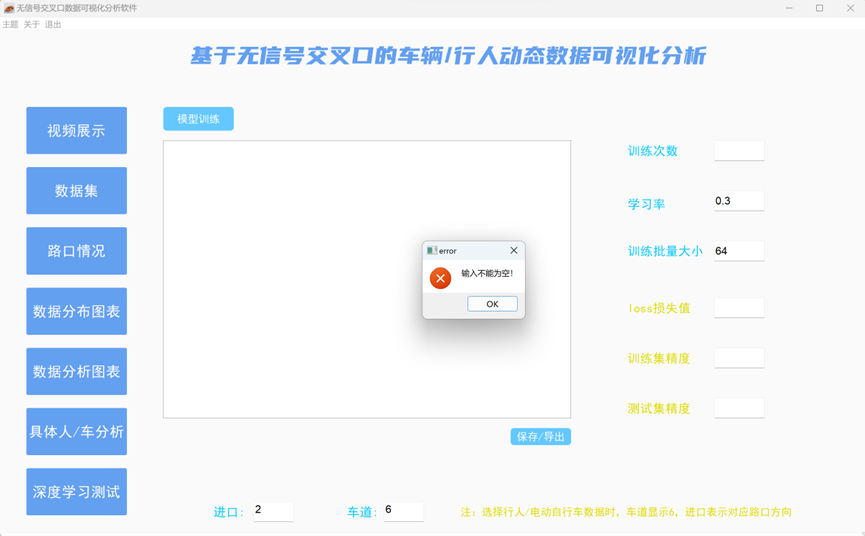 无信号交叉口数据可视化分析软件
主题 关于 退出
基于无信号交叉口的车辆/行人动态数据可视化分析
视频展示
数据集
路口情况
数据分布图表
数据分析图表
具体人/车分析
深度学习测试
模型训练
error
输入不能为空!
OK
保存/导出
训练次数
学习率 0.3
训练批量大小 64
loss损失值
训练集精度
测试集精度
进口: 2 车道: 6 注: 选择行人/电动自行车数据时, 车道显示6, 进口表示对应路口方向